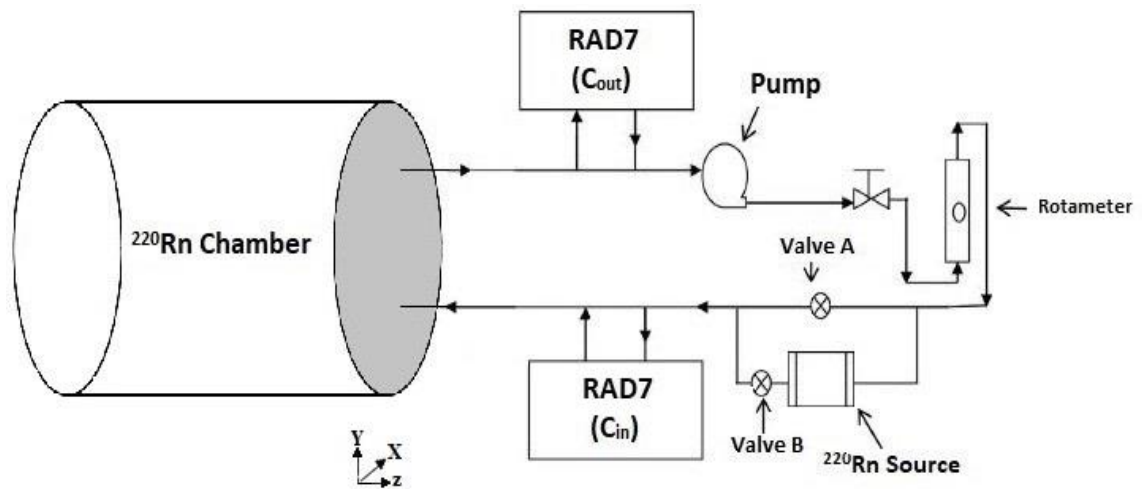 RAD7
(Cout)
Pump
220Rn Chamber
Rotameter
Valve A
RAD7
(Cin)
Valve B
220Rn Source
Y
X
z